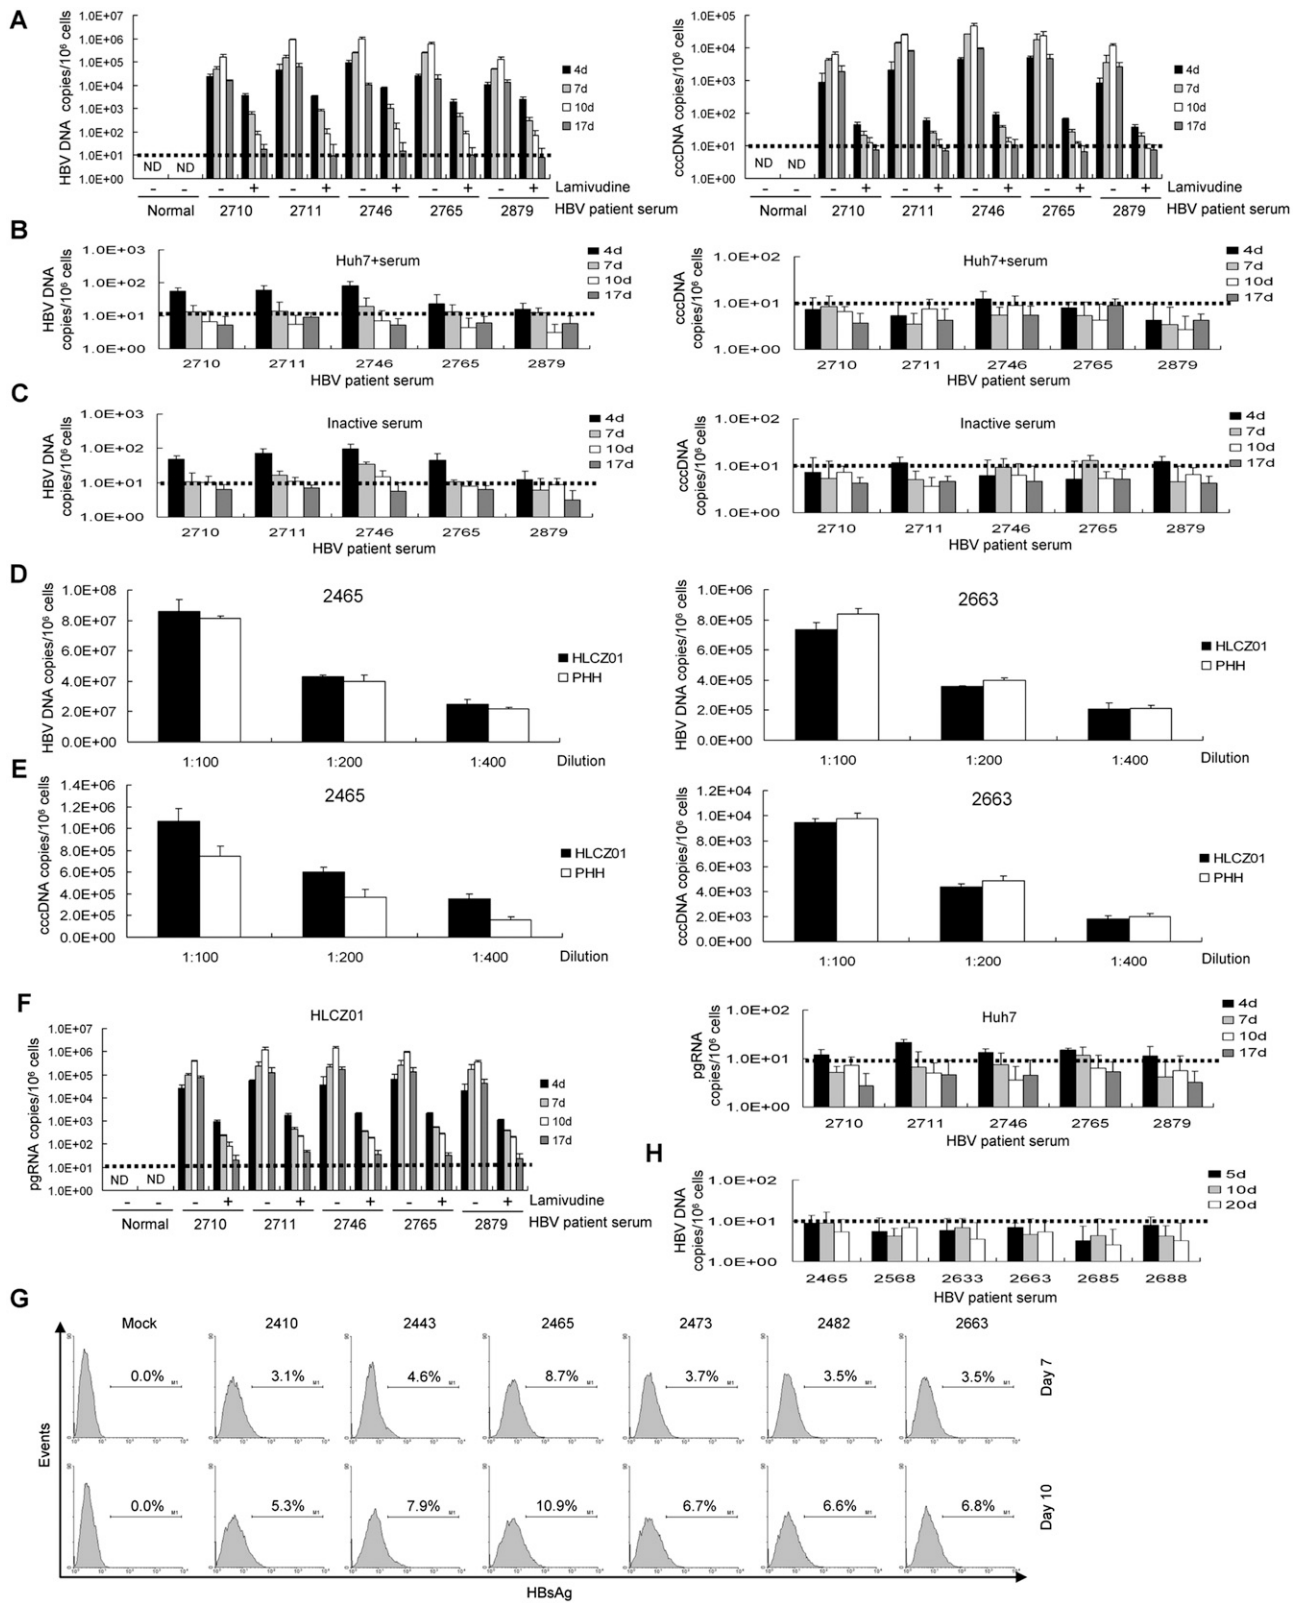 A
HBV DNA copies/10⁶ cells
1.0E+07
1.0E+06
1.0E+05
1.0E+04
1.0E+03
1.0E+02
1.0E+01
1.0E+00
ND ND
4d
7d
10d
17d
- - - + - + - + - + - + Lamivudine
Normal 2710 2711 2746 2765 2879 HBV patient serum
cccDNA copies/10⁶ cells
1.0E+05
1.0E+04
1.0E+03
1.0E+02
1.0E+01
1.0E+00
ND ND
4d
7d
10d
17d
- - - + - + - + - + - + Lamivudine
Normal 2710 2711 2746 2765 2879 HBV patient serum
B
HBV DNA
copies/10⁶ cells
1.0E+03
1.0E+02
1.0E+01
1.0E+00
Huh7+serum
4d
7d
10d
17d
2710 2711 2746 2765 2879
HBV patient serum
cccDNA
copies/10⁶ cells
1.0E+02
1.0E+01
1.0E+00
Huh7+serum
4d
7d
10d
17d
2710 2711 2746 2765 2879
HBV patient serum
C
HBV DNA
copies/10⁶ cells
1.0E+03
1.0E+02
1.0E+01
1.0E+00
Inactive serum
4d
7d
10d
17d
2710 2711 2746 2765 2879
HBV patient serum
cccDNA
copies/10⁶ cells
1.0E+02
1.0E+01
1.0E+00
Inactive serum
4d
7d
10d
17d
2710 2711 2746 2765 2879
HBV patient serum
D
HBV DNA copies/10⁶ cells
1.0E+08
8.0E+07
6.0E+07
4.0E+07
2.0E+07
0.0E+00
2465
HLCZ01
PHH
1:100 1:200 1:400 Dilution
HBV DNA copies/10⁶ cells
1.0E+06
8.0E+05
6.0E+05
4.0E+05
2.0E+05
0.0E+00
2663
HLCZ01
PHH
1:100 1:200 1:400 Dilution
E
cccDNA copies/10⁶ cells
1.4E+06
1.2E+06
1.0E+06
8.0E+05
6.0E+05
4.0E+05
2.0E+05
0.0E+00
2465
HLCZ01
PHH
1:100 1:200 1:400 Dilution
cccDNA copies/10⁶ cells
1.2E+04
1.0E+04
8.0E+03
6.0E+03
4.0E+03
2.0E+03
0.0E+00
2663
HLCZ01
PHH
1:100 1:200 1:400 Dilution
F
pgRNA copies/10⁶ cells
1.0E+07
1.0E+06
1.0E+05
1.0E+04
1.0E+03
1.0E+02
1.0E+01
1.0E+00
HLCZ01
ND ND
4d
7d
10d
17d
- - - + - + - + - + - + Lamivudine
Normal 2710 2711 2746 2765 2879 HBV patient serum
pgRNA
copies/10⁶ cells
1.0E+02
1.0E+01
1.0E+00
Huh7
4d
7d
10d
17d
2710 2711 2746 2765 2879
HBV patient serum
H
HBV DNA
copies/10⁶ cells
1.0E+02
1.0E+01
1.0E+00
5d
10d
20d
2465 2568 2633 2663 2685 2688
HBV patient serum
G
Mock 2410 2443 2465 2473 2482 2663
0.0% 3.1% 4.6% 8.7% 3.7% 3.5% 3.5%
M1 M1 M1 M1 M1 M1 M1
Day 7
0.0% 5.3% 7.9% 10.9% 6.7% 6.6% 6.8%
M1 M1 M1 M1 M1 M1 M1
Day 10
Events
HBsAg